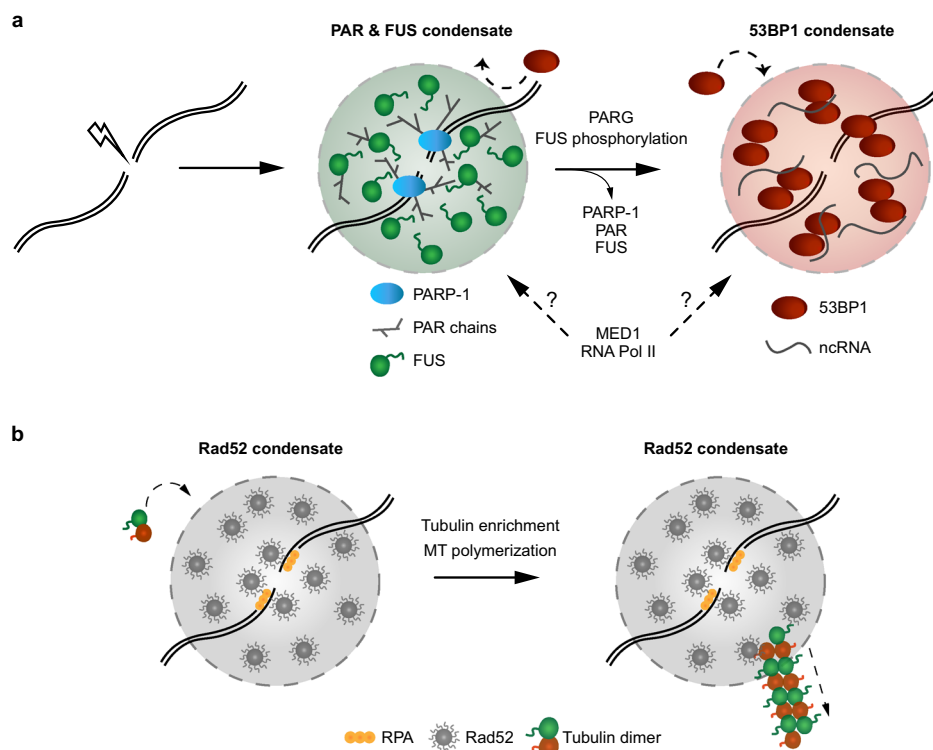 a
PAR & FUS condensate
53BP1 condensate
PARG
FUS phosphorylation
PARP-1
PAR
FUS
PARP-1
PAR chains
FUS
?
?
MED1
RNA Pol II
53BP1
ncRNA
b
Rad52 condensate
Rad52 condensate
Tubulin enrichment
MT polymerization
RPA
Rad52
Tubulin dimer